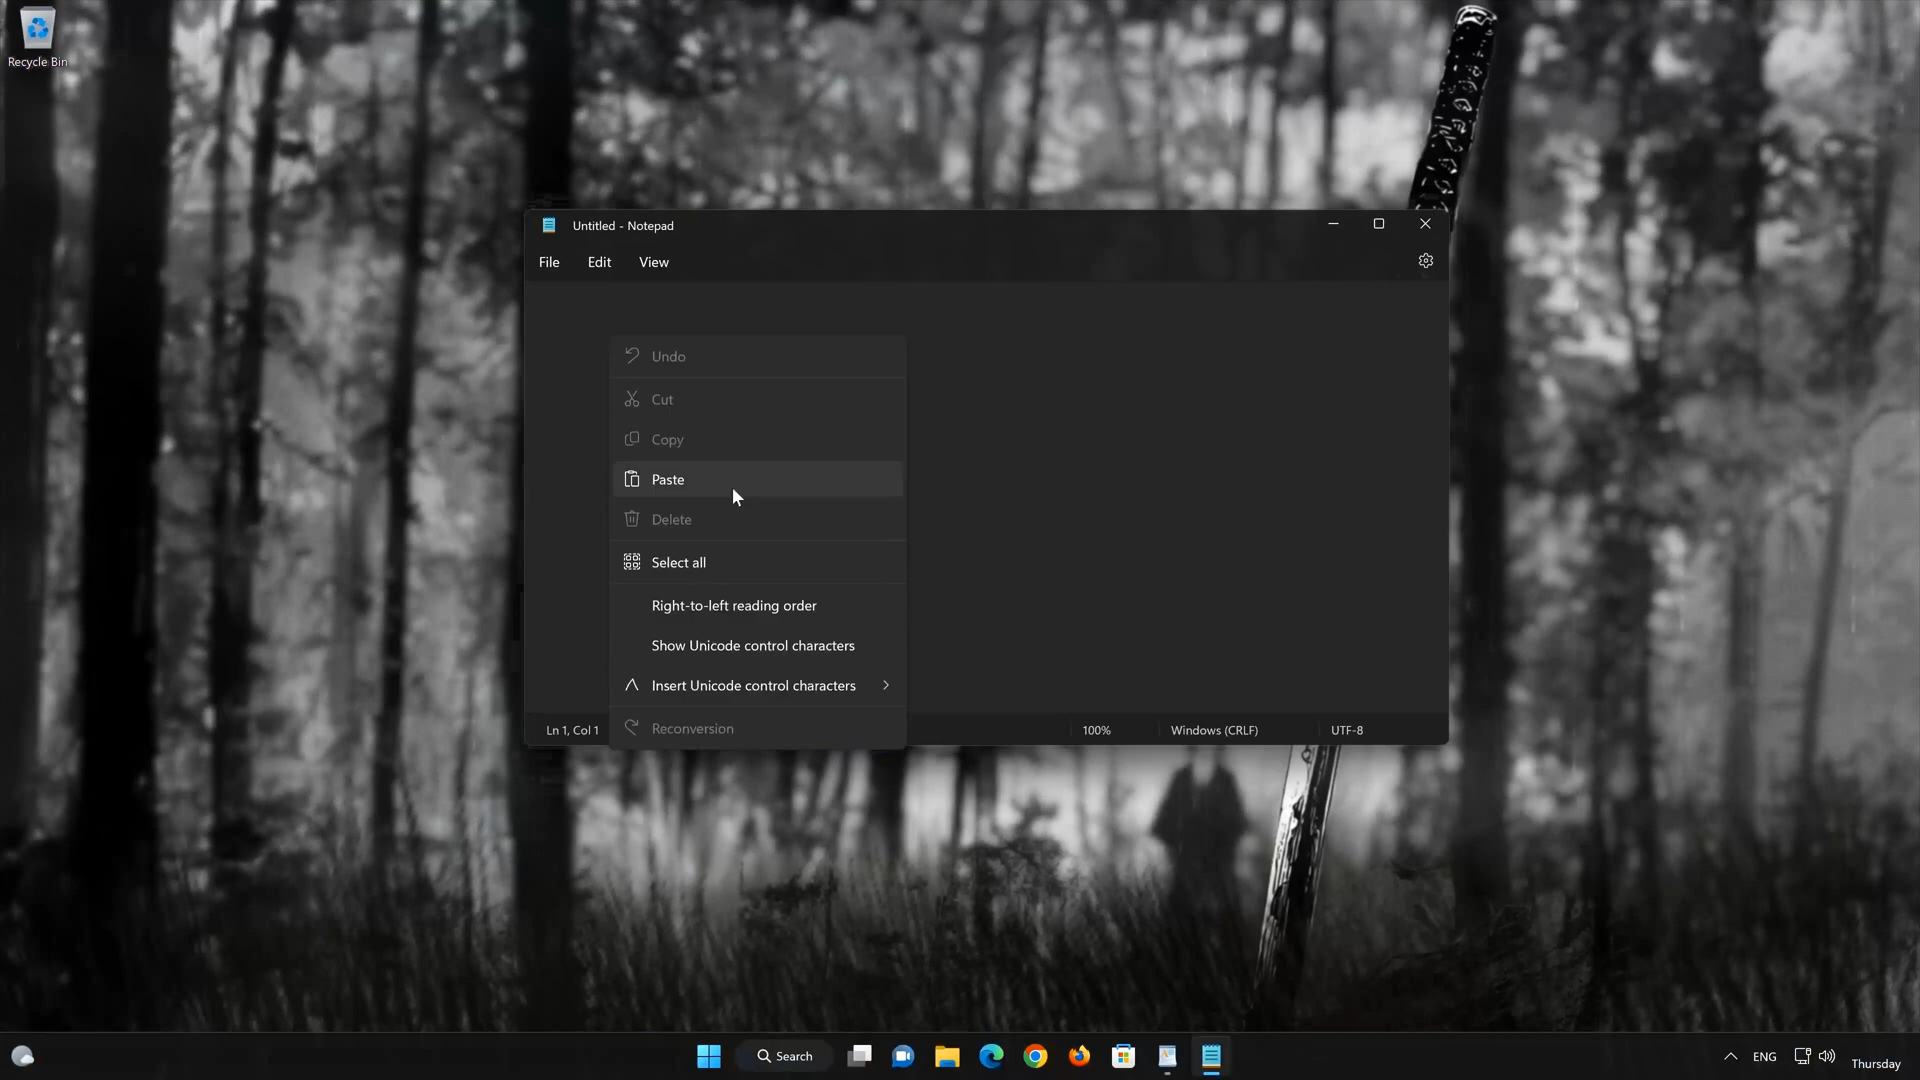 Recycle Bin
Untitled - Notepad
File Edit View
Undo
Cut
Copy
Paste
Delete
Select all
Right-to-left reading order
Show Unicode control characters
Insert Unicode control characters
Reconversion
Ln 1, Col 1 100% Windows (CRLF) UTF-8
Search
ENG
Thursday